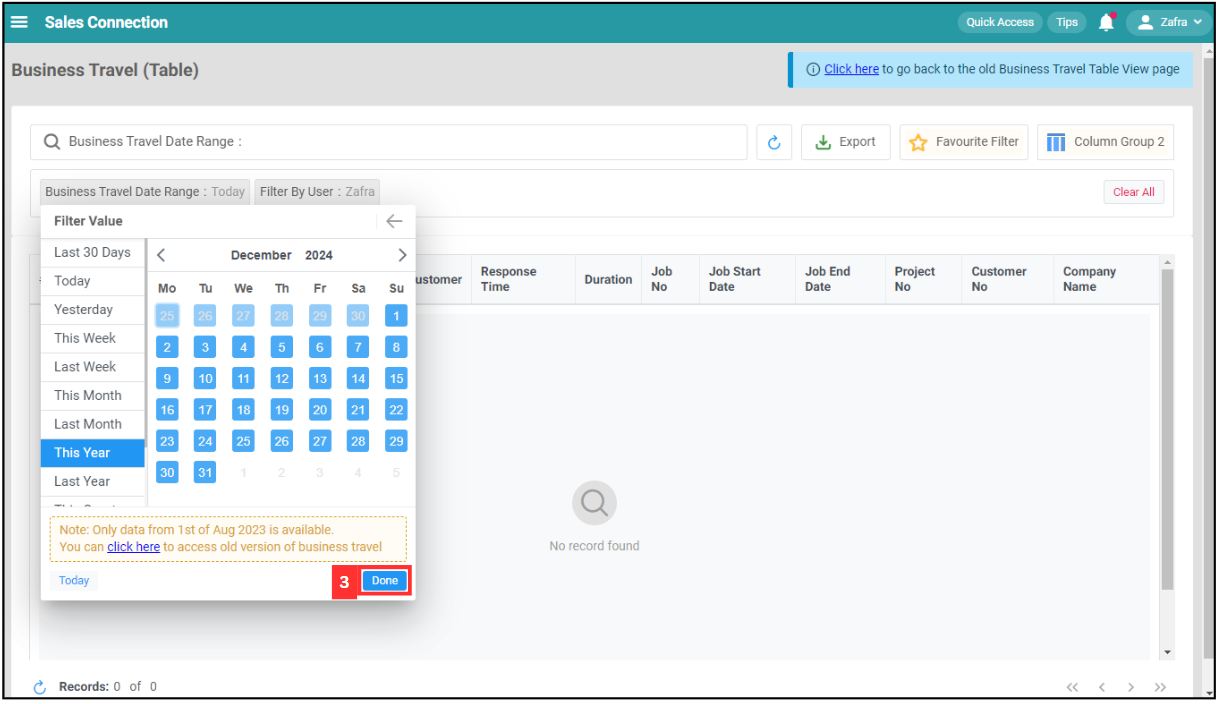 Sales Connection
Quick Access
Tips
Zafra
Business Travel (Table)
Click here to go back to the old Business Travel Table View page
Business Travel Date Range :
Export
Favourite Filter
Column Group 2
Business Travel Date Range : Today
Filter By User : Zafra
Clear All
Filter Value
Last 30 Days
Today
Yesterday
This Week
Last Week
This Month
Last Month
This Year
Last Year
December 2024
Mo Tu We Th Fr Sa Su
25 26 27 28 29 30 1
2 3 4 5 6 7 8
9 10 11 12 13 14 15
16 17 18 19 20 21 22
23 24 25 26 27 28 29
30 31 1 2 3 4 5
Note: Only data from 1st of Aug 2023 is available.
You can click here to access old version of business travel
Today
3
Done
ustomer
Response
Time
Duration
Job
No
Job Start
Date
Job End
Date
Project
No
Customer
No
Company
Name
No record found
Records: 0 of 0